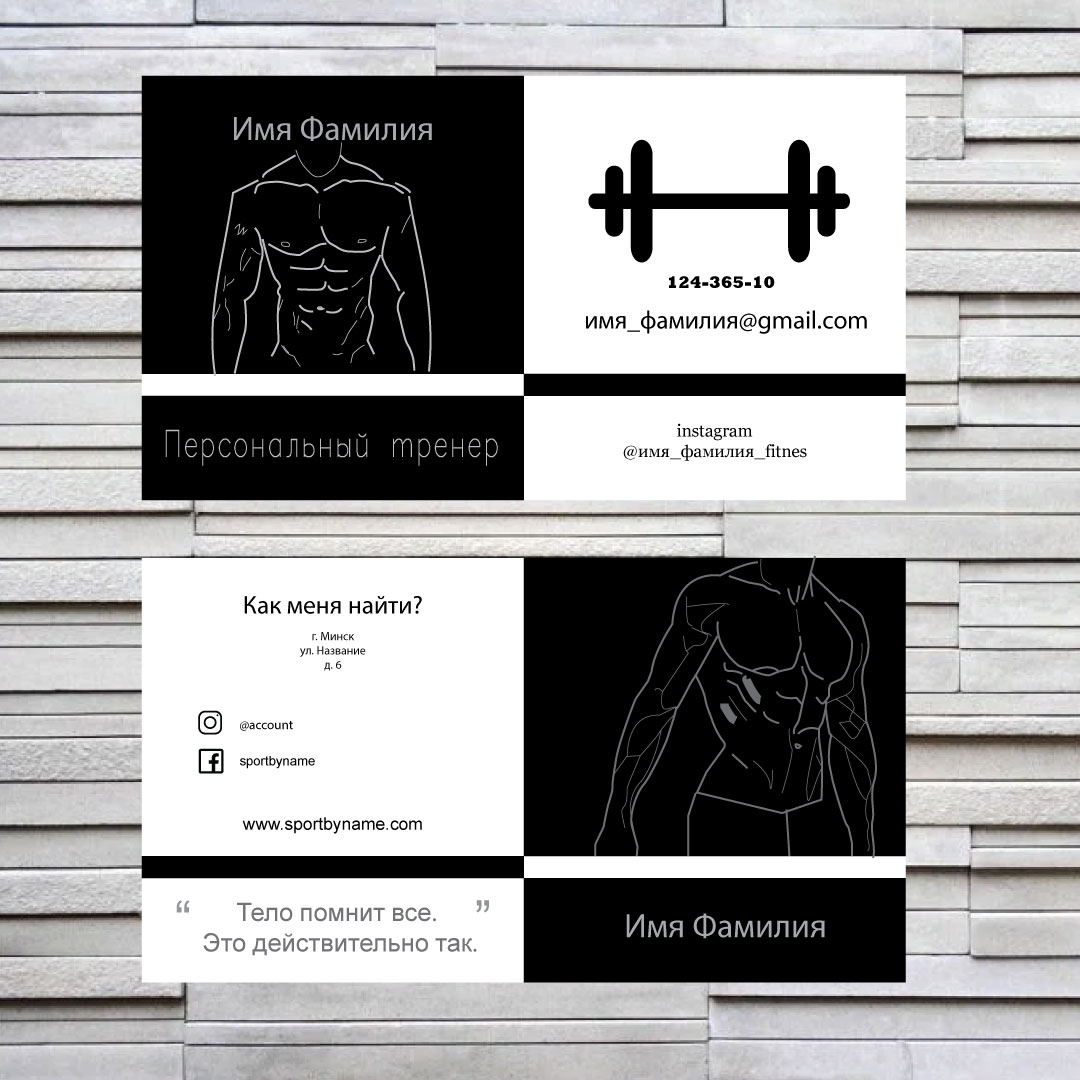 Имя Фамилия
Персональный тренер
124-365-10
имя_фамилия@gmail.com
instagram
@имя_фамилия_fitnes
Как меня найти?
г. Минск
ул. Название
д. 6
@account
sportbyname
www.sportbyname.com
“ Тело помнит все. ”
Это действительно так.
Имя Фамилия